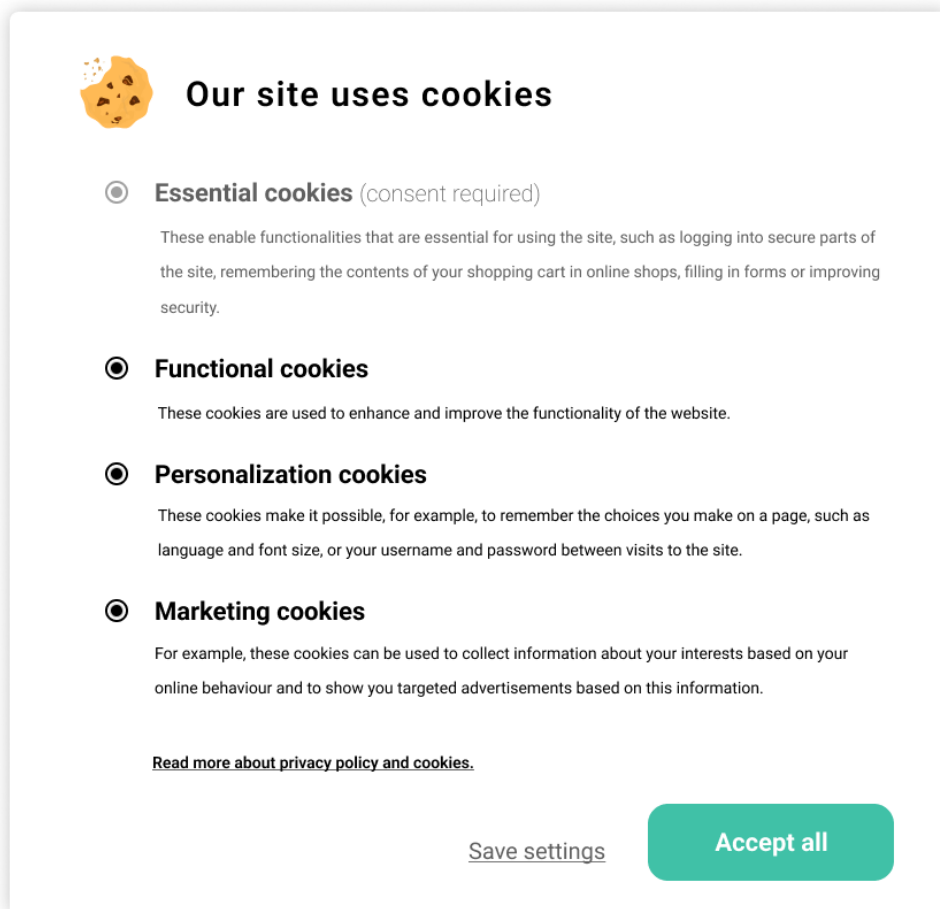 Our site uses cookies
Essential cookies (consent required)
These enable functionalities that are essential for using the site, such as logging into secure parts of
the site, remembering the contents of your shopping cart in online shops, filling in forms or improving
security.
Functional cookies
These cookies are used to enhance and improve the functionality of the website.
Personalization cookies
These cookies make it possible, for example, to remember the choices you make on a page, such as
language and font size, or your username and password between visits to the site.
Marketing cookies
For example, these cookies can be used to collect information about your interests based on your
online behaviour and to show you targeted advertisements based on this information.
Read more about privacy policy and cookies.
Save settings
Accept all